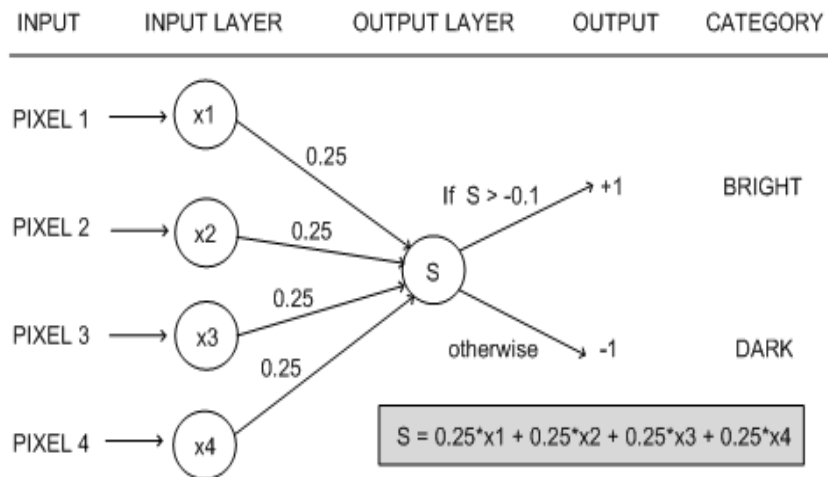 INPUT INPUT LAYER OUTPUT LAYER OUTPUT CATEGORY
PIXEL 1 x1
0.25
If S > -0.1 +1 BRIGHT
PIXEL 2 x2 0.25
S
0.25
PIXEL 3 x3
otherwise -1 DARK
0.25
PIXEL 4 x4
S = 0.25*x1 + 0.25*x2 + 0.25*x3 + 0.25*x4